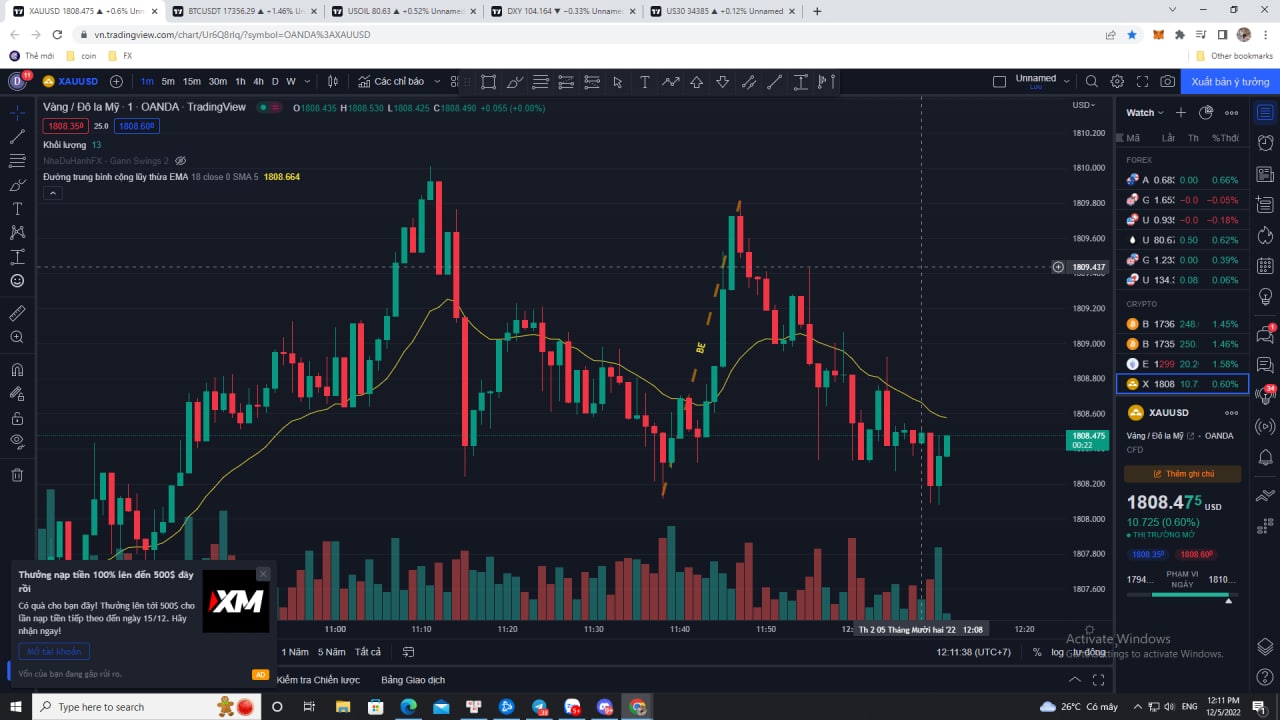 XAUUSD 1808.475 ▲ +0.6% Unn
BTCUSDT 17356.29 ▲ +1.46% Unn
USOIL 80.63 ▲ +0.52% Unnamed
DXY 104.164 ▼ −0.33% Unname
US30 34385 ▲ +0.12% Unnamed
vn.tradingview.com/chart/Ur6Q8rlq/?symbol=OANDA%3AXAUUSD
Thẻ mới
coin
FX
Other bookmarks
D
11
XAUUSD
1m 5m 15m 30m 1h 4h D W
Các chỉ báo
Unnamed
Lưu
Xuất bản ý tưởng
Vàng / Đô la Mỹ · 1 · OANDA · TradingView
O1808.435 H1808.530 L1808.425 C1808.490 +0.055 (+0.00%)
1808.350
25.0
1808.600
Khối lượng 13
NhaDuHanhFX - Gann Swings 2
Đường trung bình cộng lũy thừa EMA 18 close 0 SMA 5 1808.664
BE
USD
1810.200
1810.000
1809.800
1809.600
1809.437
1809.200
1809.000
1808.800
1808.600
1808.475
00:22
1808.200
1808.000
1807.800
1807.600
Watch
Mã Lần Th %Thđi
FOREX
A 0.683 0.00 0.66%
G 1.653 −0.0 −0.05%
U 0.935 −0.0 −0.18%
U 80.67 0.50 0.62%
G 1.233 0.00 0.39%
U 134.3 0.08 0.06%
CRYPTO
B 1736 248. 1.45%
B 1735 250. 1.46%
E 1299 20.2 1.58%
X 1808 10.7 0.60%
XAUUSD
Vàng / Đô la Mỹ · OANDA
CFD
Thêm ghi chú
1808.475 USD
10.725 (0.60%)
THỊ TRƯỜNG MỞ
1808.350
1808.600
1794...
PHẠM VI NGÀY
1810...
1
34
Thưởng nạp tiền 100% lên đến 500$ đây
rồi
Có quà cho bạn đây! Thưởng lên tới 500$ cho
lần nạp tiền tiếp theo đến ngày 15/12. Hãy
nhận ngay!
Mở tài khoản
Vốn của bạn đang gặp rủi ro.
AD
XM
11:00
11:10
11:20
11:30
11:40
11:50
Th 2 05 Tháng Mười hai '22 12:08
12:20
1 Năm 5 Năm Tất cả
12:11:38 (UTC+7)
%
log
tự động
Activate Windows
Go to Settings to activate Windows.
Kiểm tra Chiến lược
Bảng Giao dịch
Type here to search
26°C Có mây
ENG
12:11 PM
12/5/2022